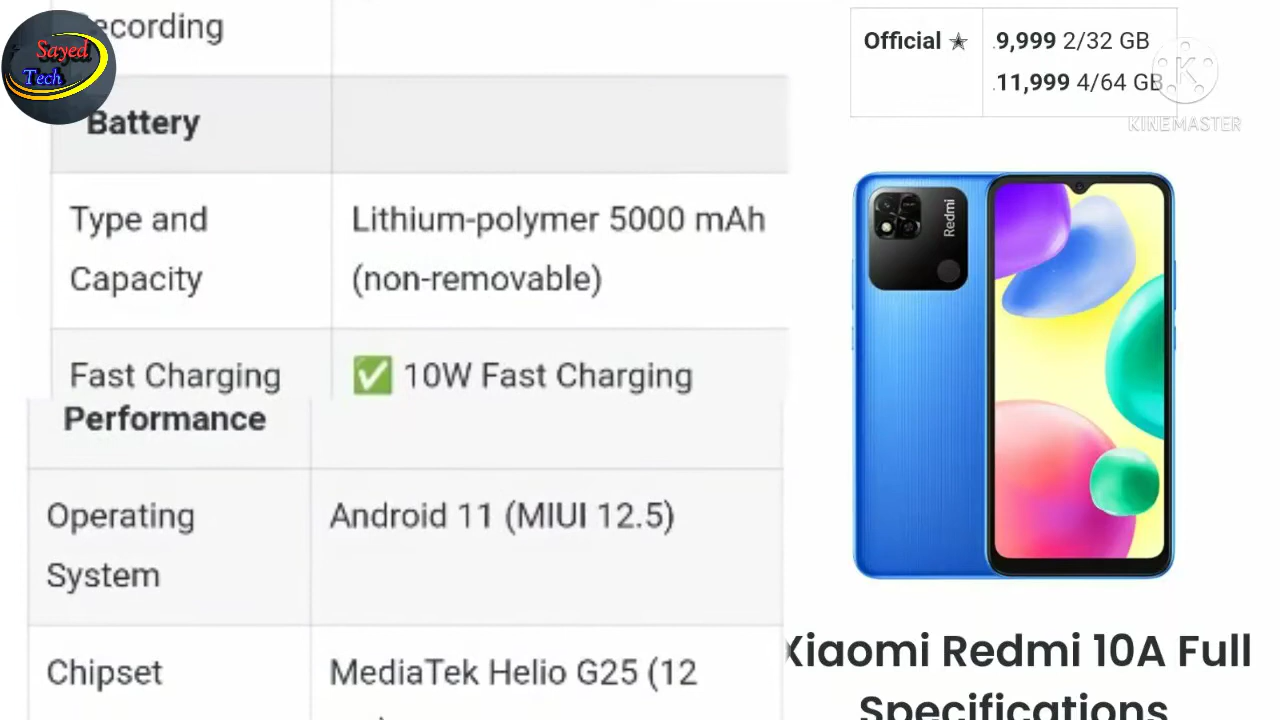 Recording
Sayed
Tech
Battery
Type and
Capacity
Lithium-polymer 5000 mAh
(non-removable)
Fast Charging
✅ 10W Fast Charging
Performance
Operating
System
Android 11 (MIUI 12.5)
Chipset
MediaTek Helio G25 (12
Official ★
.9,999 2/32 GB
.11,999 4/64 GB
K
KINEMASTER
Redmi
Xiaomi Redmi 10A Full
Specifications